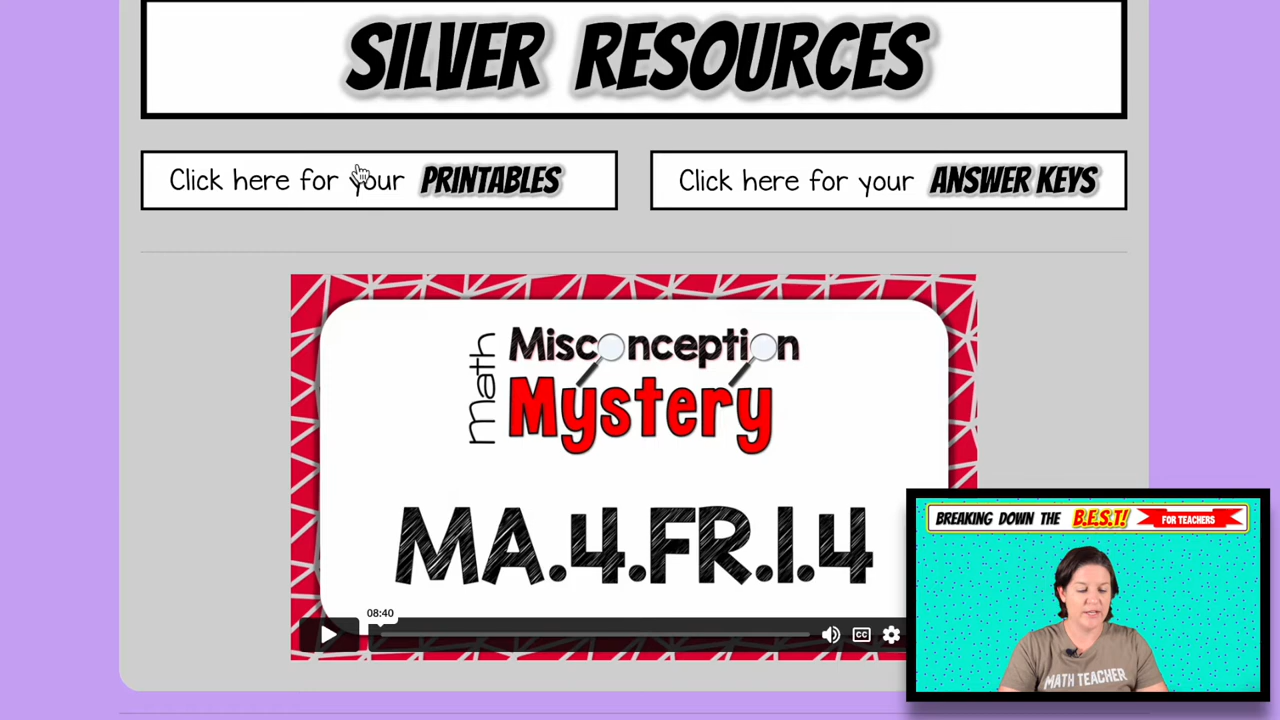 SILVER RESOURCES
Click here for your PRINTABLES
Click here for your ANSWER KEYS
math Misconception
Mystery
MA.4.FR.1.4
08:40
CC
BREAKING DOWN THE B.E.S.T! FOR TEACHERS
MATH TEACHER